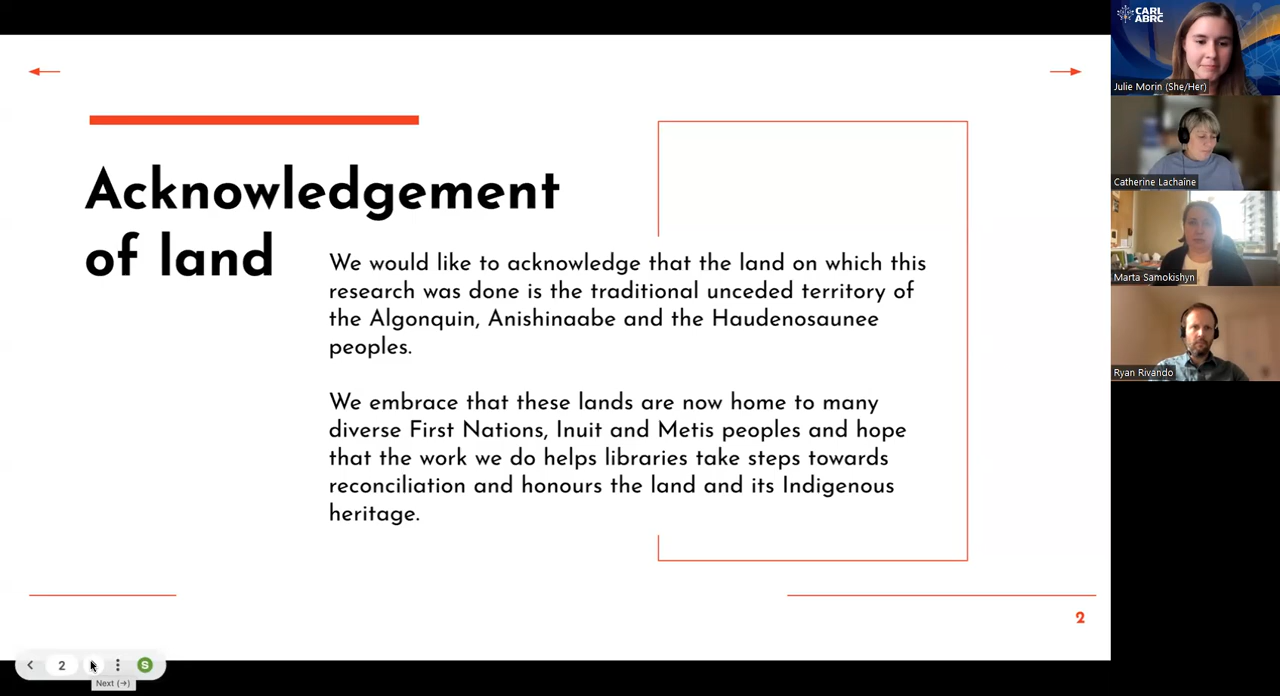 Acknowledgement
of land
We would like to acknowledge that the land on which this
research was done is the traditional unceded territory of
the Algonquin, Anishinaabe and the Haudenosaunee
peoples.
We embrace that these lands are now home to many
diverse First Nations, Inuit and Metis peoples and hope
that the work we do helps libraries take steps towards
reconciliation and honours the land and its Indigenous
heritage.
2
2
S
Next (→)
CARL
ABRC
Julie Morin (She/Her)
Catherine Lachaine
Marta Samokishyn
Ryan Rivando